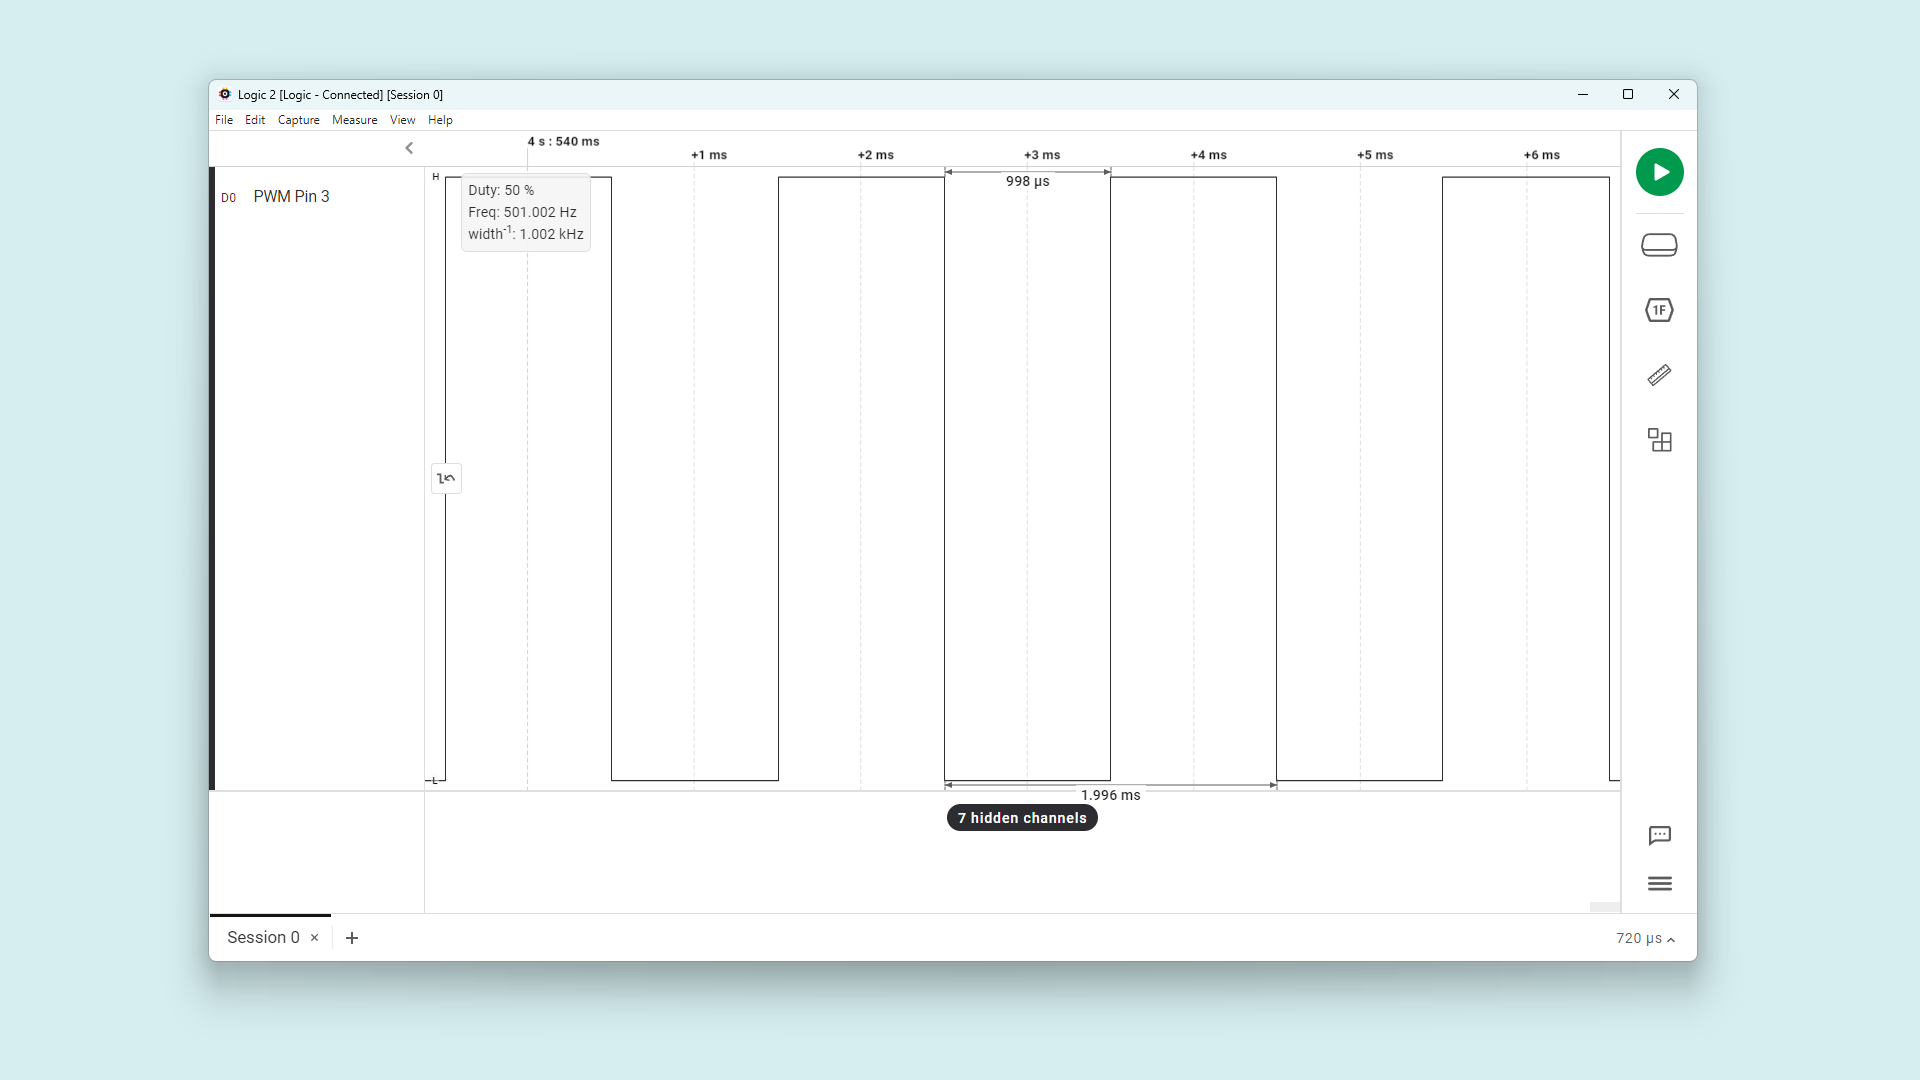 Logic 2 [Logic - Connected] [Session 0]
File Edit Capture Measure View Help
4 s : 540 ms
+1 ms +2 ms +3 ms +4 ms +5 ms +6 ms
D0 PWM Pin 3
H
998 µs
Duty: 50 %
Freq: 501.002 Hz
width⁻¹: 1.002 kHz
1F
L
1.996 ms
7 hidden channels
Session 0
720 µs